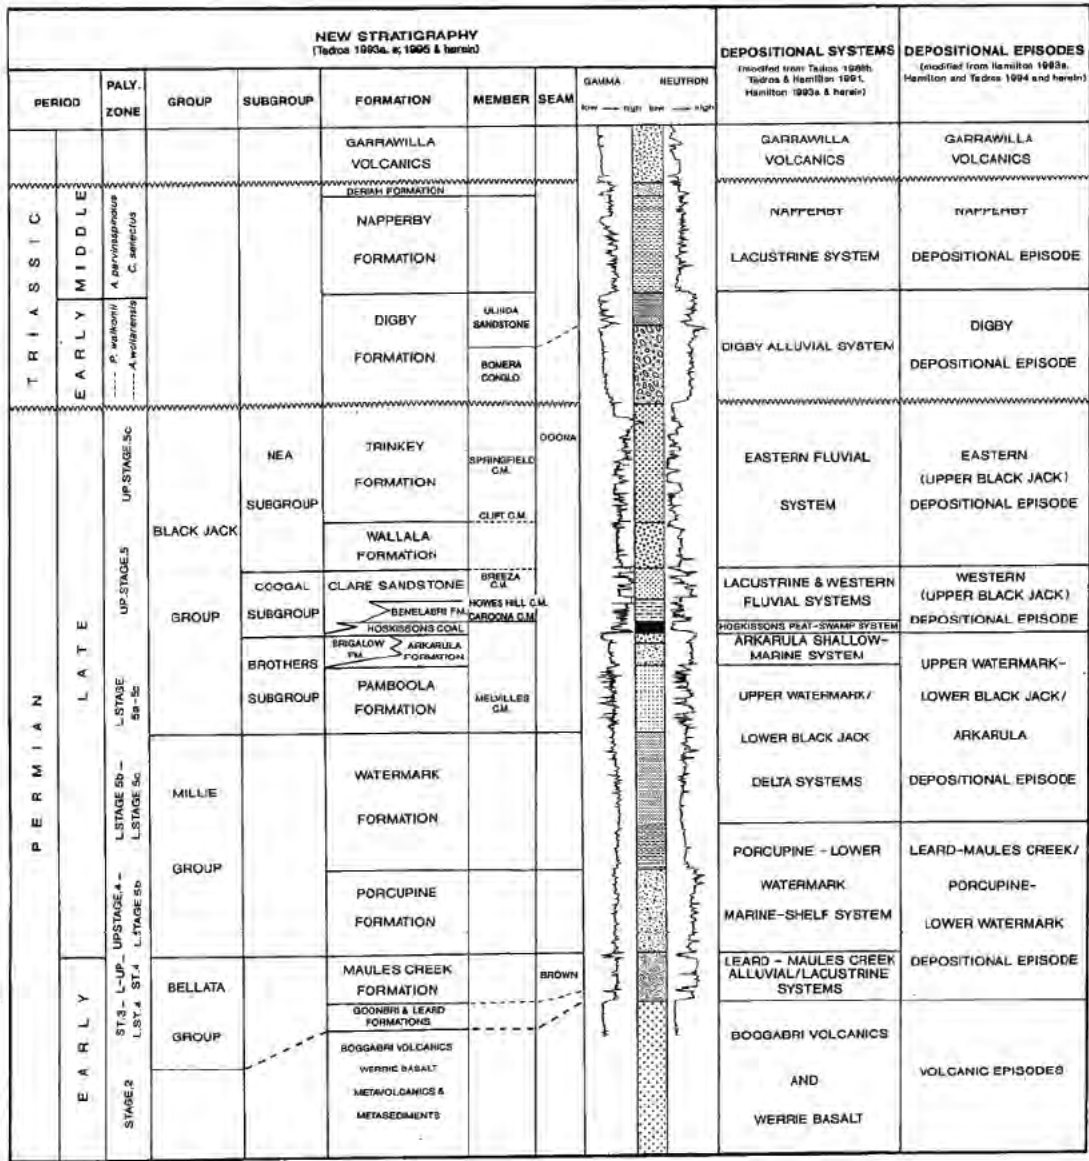 NEW STRATIGRAPHY
(Tadros 1993a, e; 1995 & herein)
DEPOSITIONAL SYSTEMS
(modified from Tadros 1986b,
Tadros & Hamilton 1991,
Hamilton 1993a & herein)
DEPOSITIONAL EPISODES
(modified from Hamilton 1993a,
Hamilton and Tadros 1994 and herein)
PERIOD
PALY.
ZONE
GROUP
SUBGROUP
FORMATION
MEMBER
SEAM
GAMMA
NEUTRON
low
high
low
high
GARRAWILLA
VOLCANICS
GARRAWILLA
VOLCANICS
GARRAWILLA
VOLCANICS
TRIASSIC
MIDDLE
C. selectus
DERIAH FORMATION
NAPPERBY
FORMATION
NAPPERBY
LACUSTRINE SYSTEM
NAPPERBY
DEPOSITIONAL EPISODE
EARLY
P. walkomii
A. wollariensis
DIGBY
FORMATION
ULINDA
SANDSTONE
BOMERA
CONGLO.
DIGBY ALLUVIAL SYSTEM
DIGBY
DEPOSITIONAL EPISODE
PERMIAN
LATE
UP.STAGE.5c
UP.STAGE.5
BLACK JACK
GROUP
NEA
SUBGROUP
TRINKEY
FORMATION
SPRINGFIELD
C.M.
CLIFT C.M.
DOONA
WALLALA
FORMATION
EASTERN FLUVIAL
SYSTEM
EASTERN
(UPPER BLACK JACK)
DEPOSITIONAL EPISODE
COOGAL
SUBGROUP
CLARE SANDSTONE
BENELABRI FM.
HOSKISSONS COAL
BREEZA
C.M.
HOWES HILL C.M.
CAROONA C.M.
LACUSTRINE & WESTERN
FLUVIAL SYSTEMS
HOSKISSONS PEAT-SWAMP SYSTEM
WESTERN
(UPPER BLACK JACK)
DEPOSITIONAL EPISODE
BROTHERS
SUBGROUP
BRIGALOW
FM.
ARKARULA
FORMATION
ARKARULA SHALLOW-
MARINE SYSTEM
L.STAGE
5a-5c
PAMBOOLA
FORMATION
MELVILLES
C.M.
UPPER WATERMARK/
LOWER BLACK JACK
DELTA SYSTEMS
UPPER WATERMARK-
LOWER BLACK JACK/
ARKARULA
DEPOSITIONAL EPISODE
L.STAGE 5b –
L.STAGE 5c
MILLIE
GROUP
WATERMARK
FORMATION
UPSTAGE.4 –
L.STAGE 5b
PORCUPINE
FORMATION
PORCUPINE - LOWER
WATERMARK
MARINE-SHELF SYSTEM
LEARD-MAULES CREEK/
PORCUPINE-
LOWER WATERMARK
DEPOSITIONAL EPISODE
EARLY
ST.3 – L-UP
L.ST.4 ST.4
STAGE.2
BELLATA
GROUP
MAULES CREEK
FORMATION
BROWN
GOONBRI & LEARD
FORMATIONS
LEARD - MAULES CREEK
ALLUVIAL/LACUSTRINE
SYSTEMS
BOGGABRI VOLCANICS
WERRIE BASALT
METAVOLCANICS &
METASEDIMENTS
BOGGABRI VOLCANICS
AND
WERRIE BASALT
VOLCANIC EPISODES